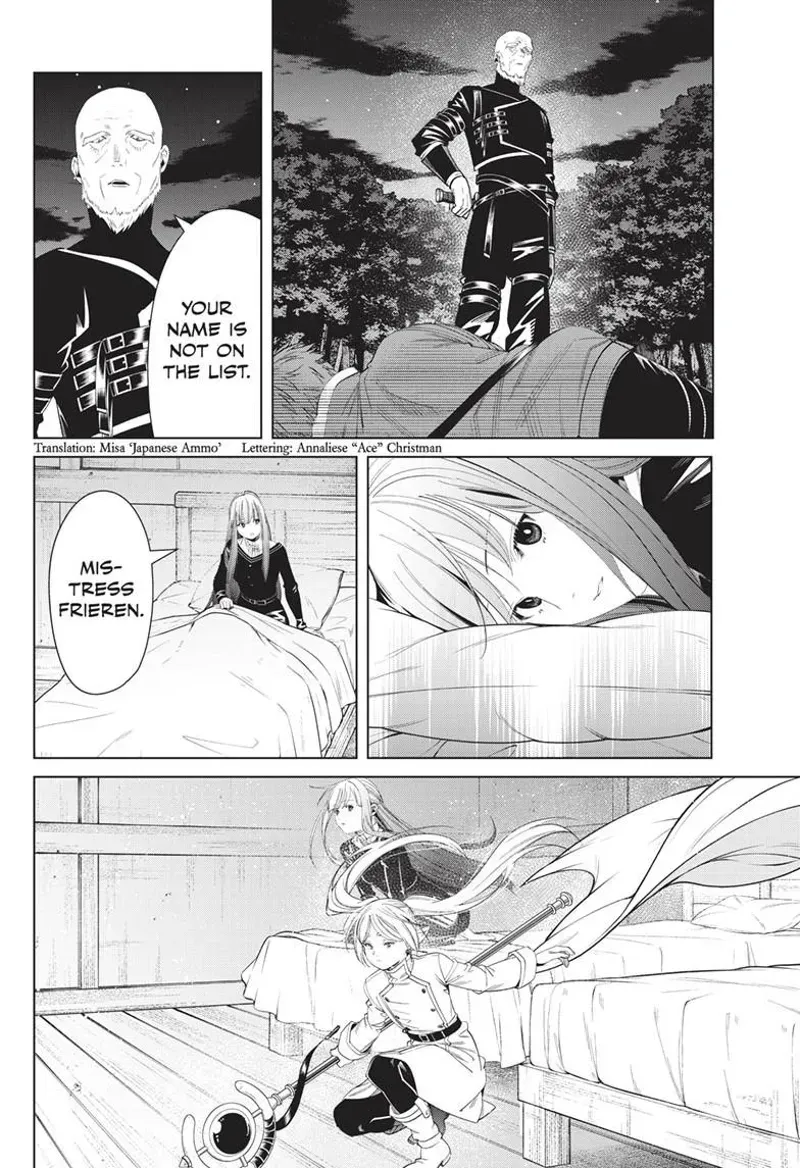 YOUR
NAME IS
NOT ON
THE LIST.
Translation: Misa ‘Japanese Ammo’ Lettering: Annaliese “Ace” Christman
MIS-
TRESS
FRIEREN.